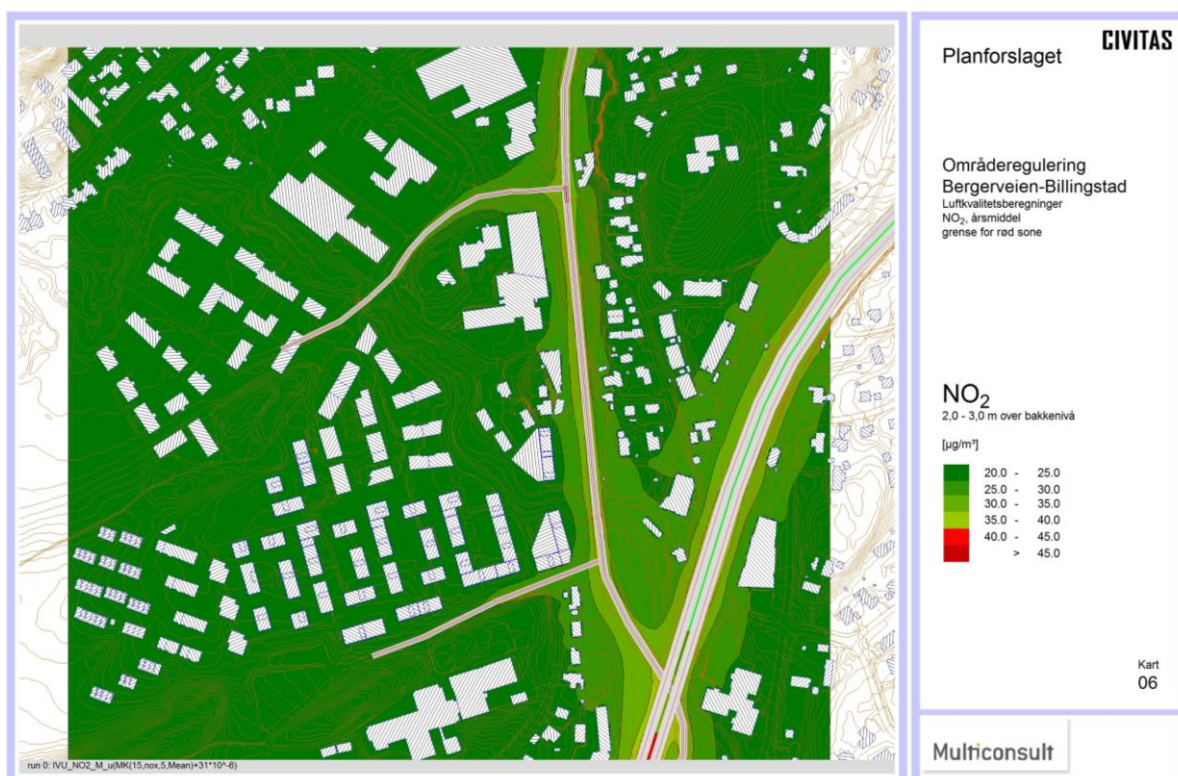 Planforslaget
CIVITAS
Områderegulering
Bergerveien-Billingstad
Luftkvalitetsberegninger
NO₂, årsmiddel
grense for rød sone
NO₂
2,0 - 3,0 m over bakkenivå
[µg/m³]
20.0 - 25.0
25.0 - 30.0
30.0 - 35.0
35.0 - 40.0
40.0 - 45.0
> 45.0
Kart
06
Multiconsult
run 0: IVU_NO2_M_u(MK(15,nox,5,Mean)+31*10^-6)